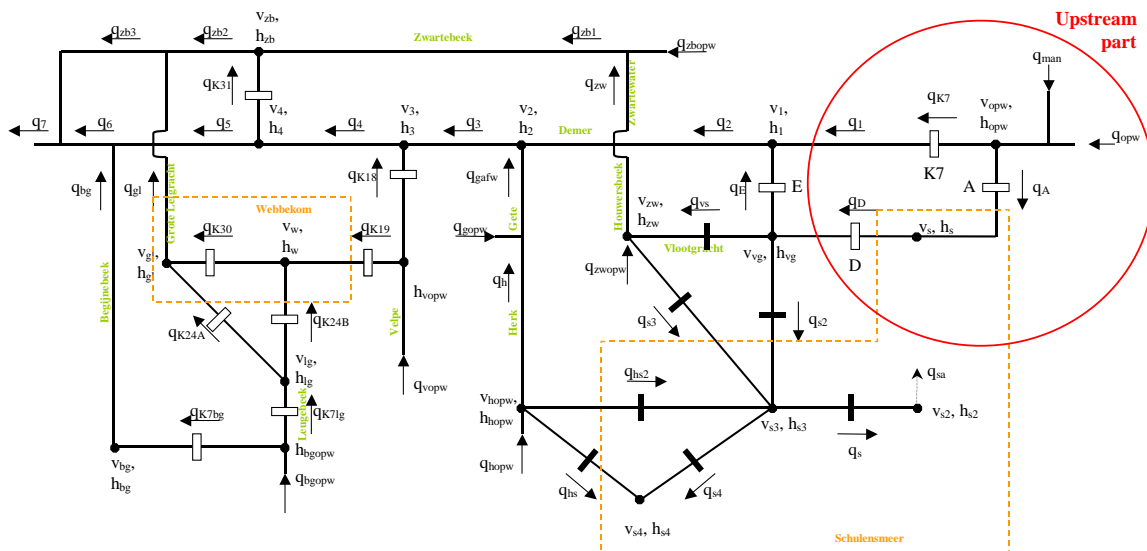 Upstream
part
v_zb,
h_zb
q_zb3
q_zb2
Zwartebeek
q_zb1
q_zbopw
q_man
q_K31
q_zw
Zwartewater
q_K7
v_opw,
h_opw
v_4,
h_4
v_3,
h_3
v_2,
h_2
v_1,
h_1
q_7
q_6
q_5
q_4
q_3
Demer
q_2
q_1
q_opw
K7
q_bg
q_gl
Grote Leigracht
q_K18
q_gafw
Gete
Houwersbeek
q_E
E
A
q_A
Webbekom
v_w,
h_w
q_K30
q_K19
q_gopw
v_zw,
h_zw
q_vs
q_D
v_s, h_s
Vlootgracht
D
v_gl,
h_gl
h_vopw
q_h
q_zwopw
v_vg, h_vg
Begijnebeek
q_K24A
q_K24B
Velpe
Herk
q_s3
q_s2
v_lg,
h_lg
q_vopw
q_hs2
q_sa
Leugebeek
q_K7bg
q_K7lg
v_hopw,
h_hopw
v_s3, h_s3
v_s2, h_s2
q_s
v_bg,
h_bg
h_bgopw
q_bgopw
q_hopw
q_hs
q_s4
v_s4, h_s4
Schulensmeer